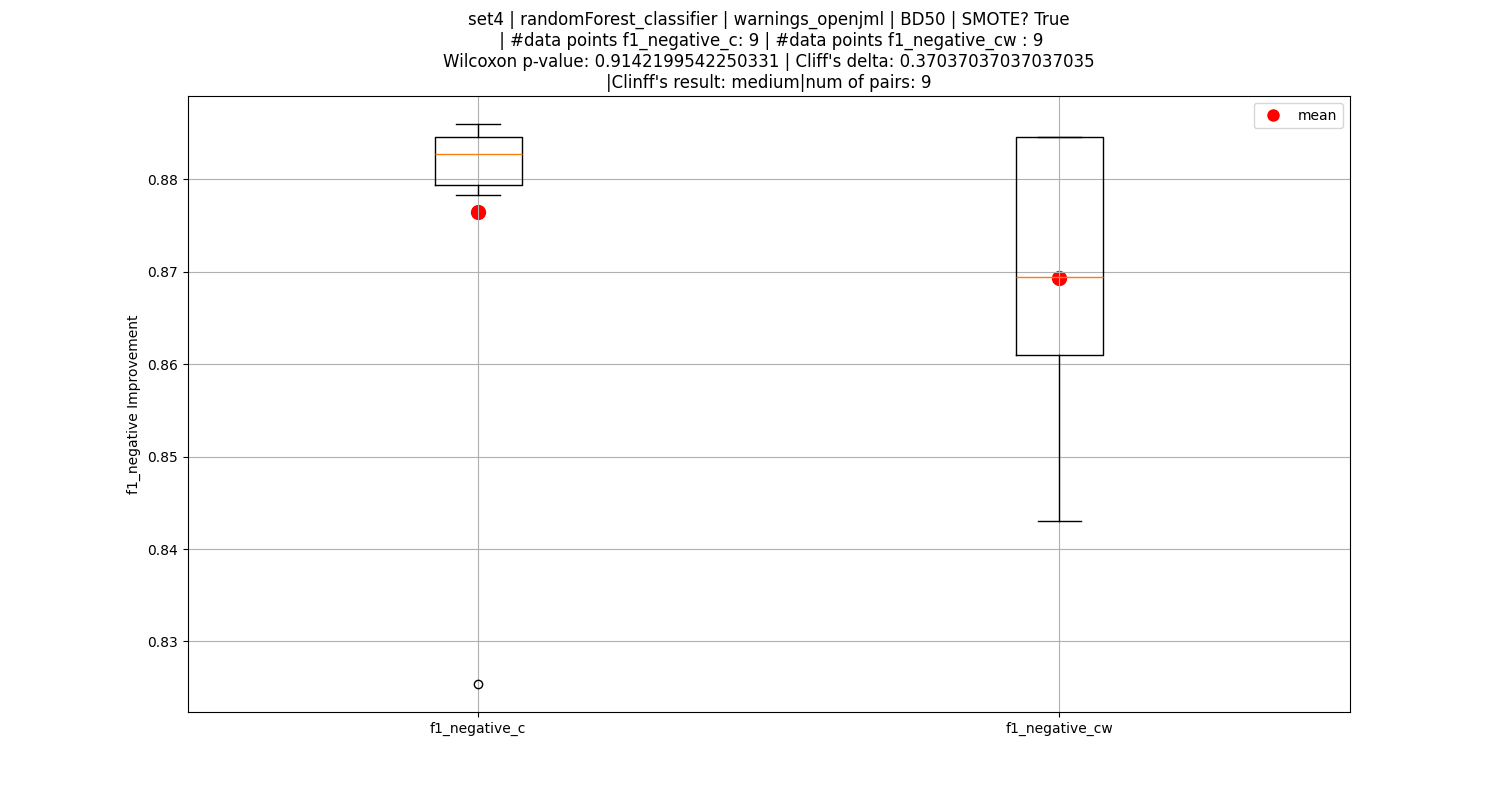 set4 | randomForest_classifier | warnings_openjml | BD50 | SMOTE? True
| #data points f1_negative_c: 9 | #data points f1_negative_cw : 9
Wilcoxon p-value: 0.9142199542250331 | Cliff's delta: 0.37037037037037035
|Clinff's result: medium|num of pairs: 9
mean
0.88
0.87
0.86
0.85
0.84
0.83
f1_negative Improvement
f1_negative_c
f1_negative_cw